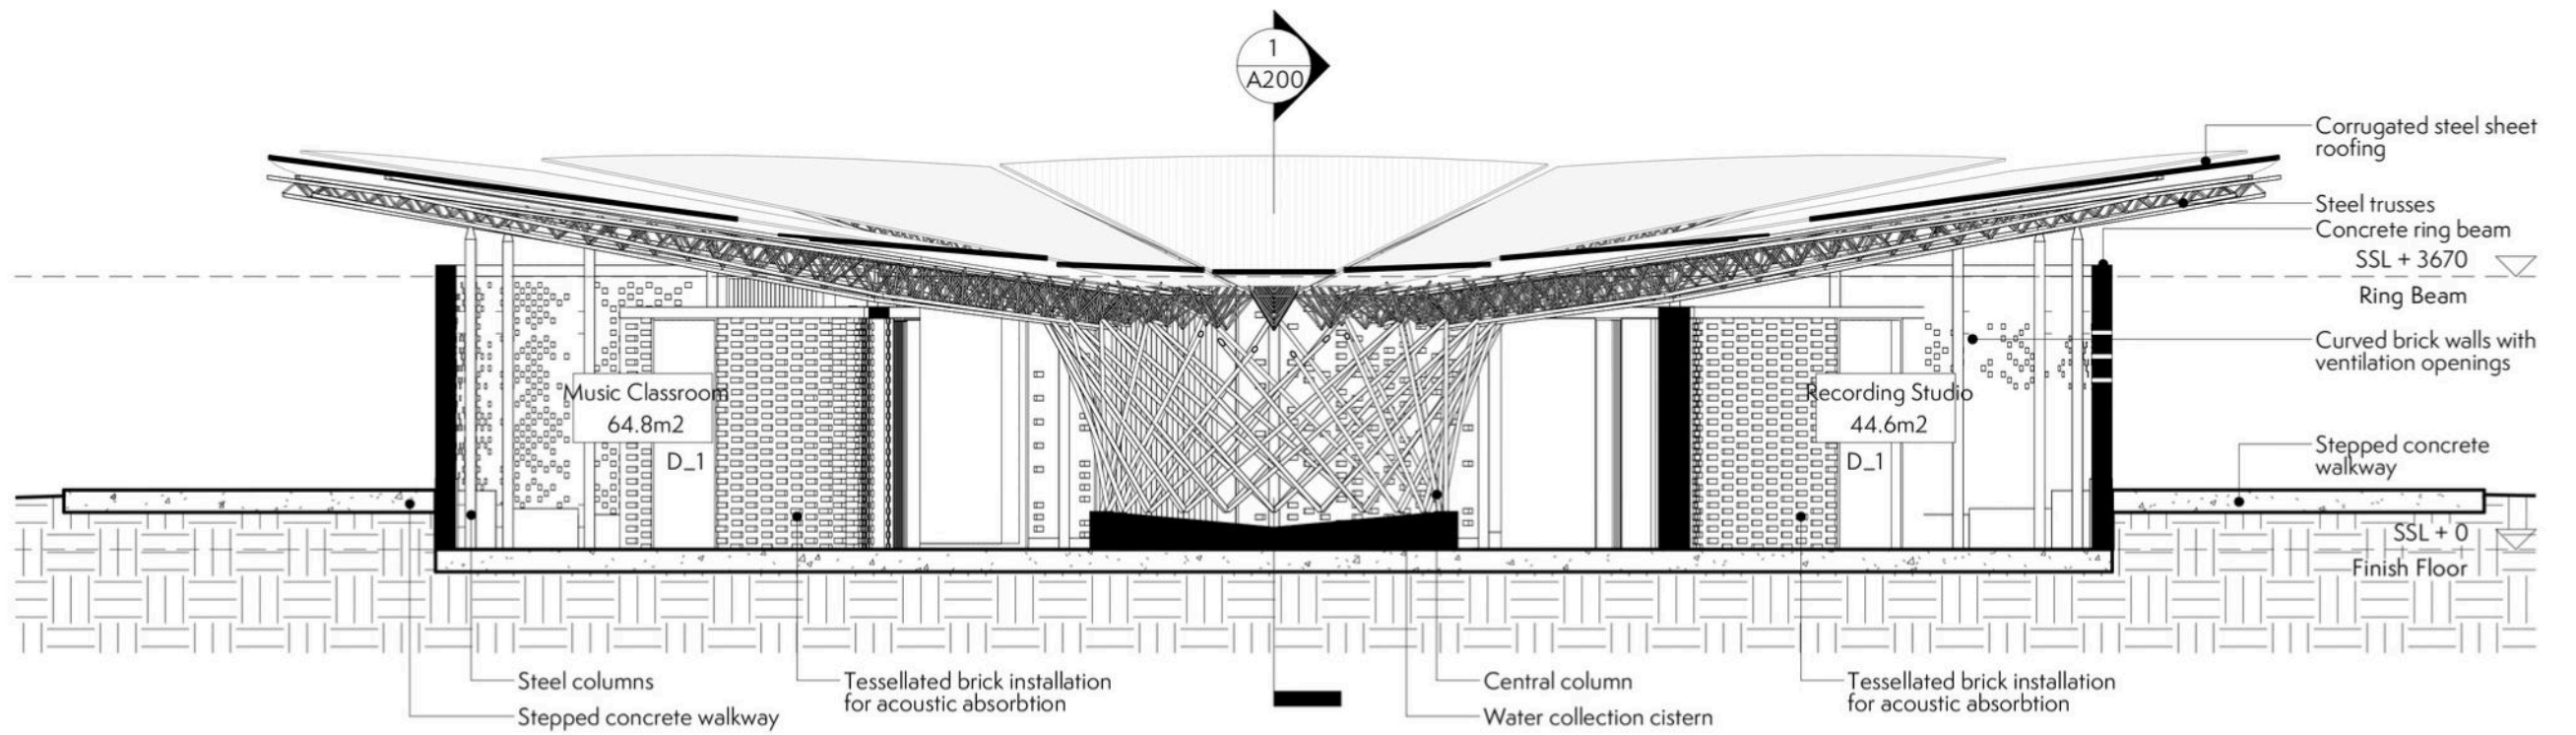 1
A200
Corrugated steel sheet
roofing
Steel trusses
Concrete ring beam
SSL + 3670
Ring Beam
Curved brick walls with
ventilation openings
Music Classroom
64.8m2
D_1
Recording Studio
44.6m2
D_1
Stepped concrete
walkway
SSL + 0
Finish Floor
Steel columns
Stepped concrete walkway
Tessellated brick installation
for acoustic absorbtion
Central column
Water collection cistern
Tessellated brick installation
for acoustic absorbtion